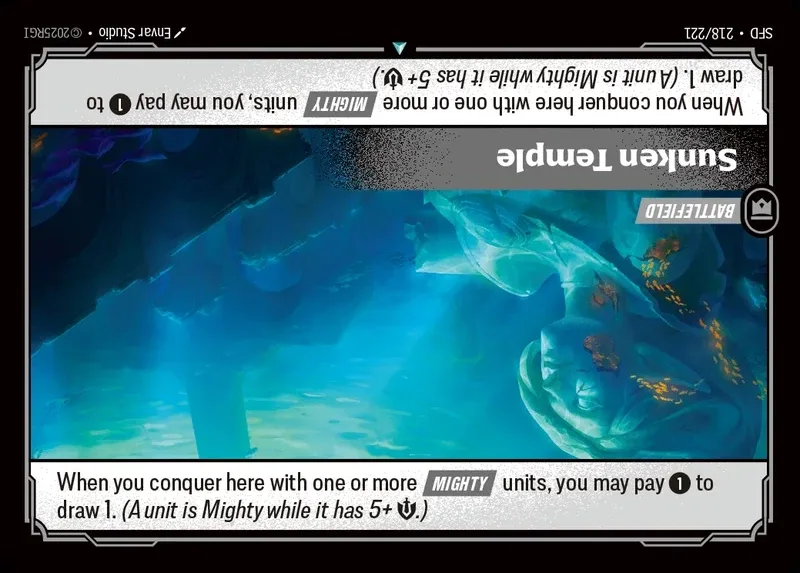 SFD • 218/221
Envar Studio • ©2025RGI
When you conquer here with one or more MIGHTY units, you may pay 1 to
draw 1. (A unit is Mighty while it has 5+ .)
Sunken Temple
BATTLEFIELD
When you conquer here with one or more MIGHTY units, you may pay 1 to
draw 1. (A unit is Mighty while it has 5+ .)